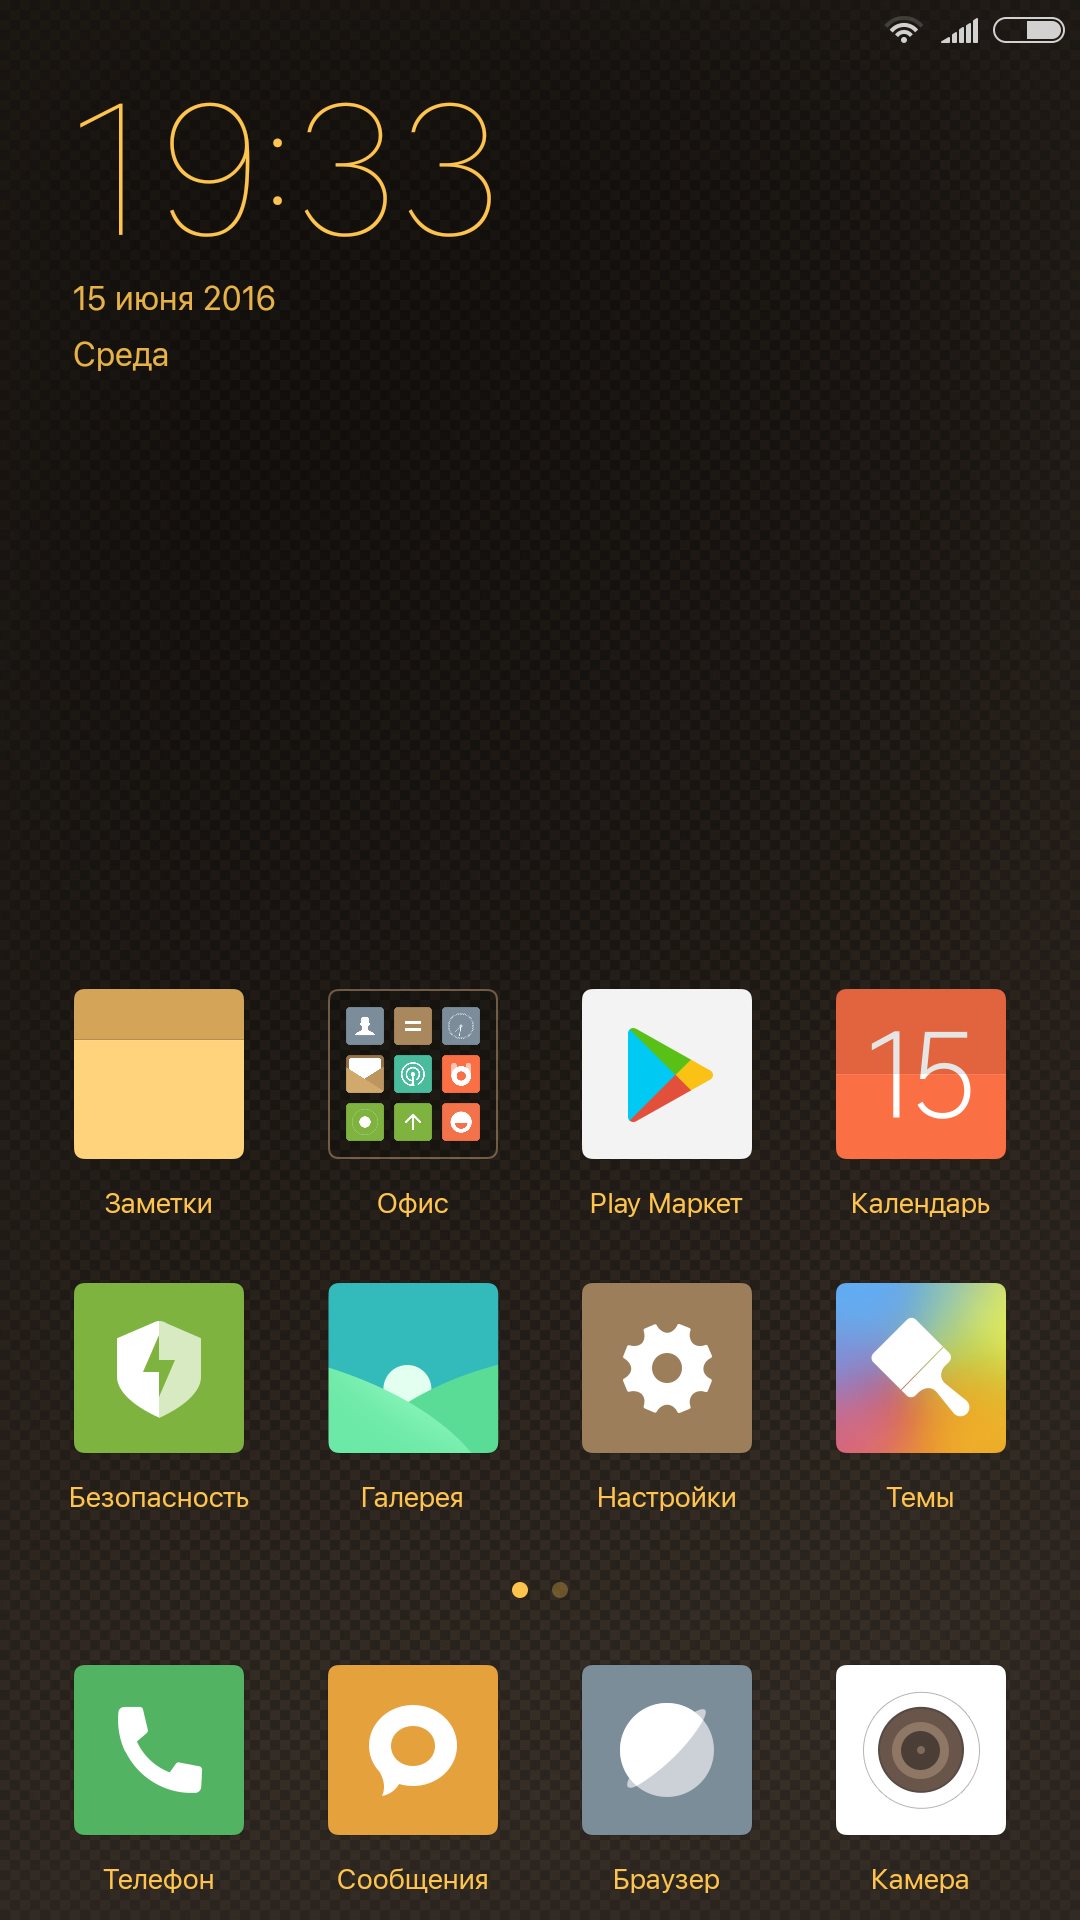 19:33
15 июня 2016
Среда
15
Заметки
Офис
Play Маркет
Календарь
Безопасность
Галерея
Настройки
Темы
Телефон
Сообщения
Браузер
Камера